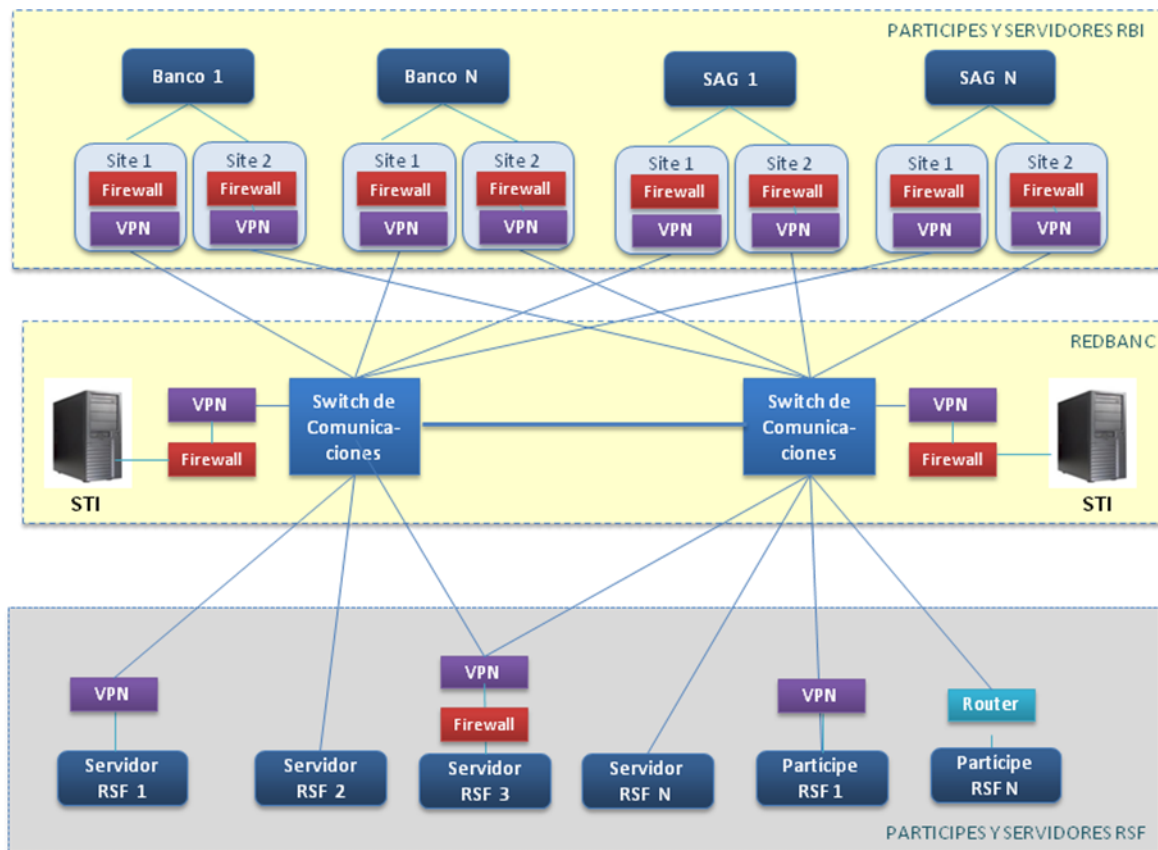 PARTICIPES Y SERVIDORES RBI
Banco 1
Banco N
SAG 1
SAG N
Site 1
Firewall
VPN
Site 2
Firewall
VPN
Site 1
Firewall
VPN
Site 2
Firewall
VPN
Site 1
Firewall
VPN
Site 2
Firewall
VPN
Site 1
Firewall
VPN
Site 2
Firewall
VPN
REDBANC
STI
VPN
Firewall
Switch de
Comunica-
ciones
Switch de
Comunica-
ciones
VPN
Firewall
STI
VPN
Servidor
RSF 1
Servidor
RSF 2
VPN
Firewall
Servidor
RSF 3
Servidor
RSF N
VPN
Participe
RSF 1
Router
Participe
RSF N
PARTICIPES Y SERVIDORES RSF